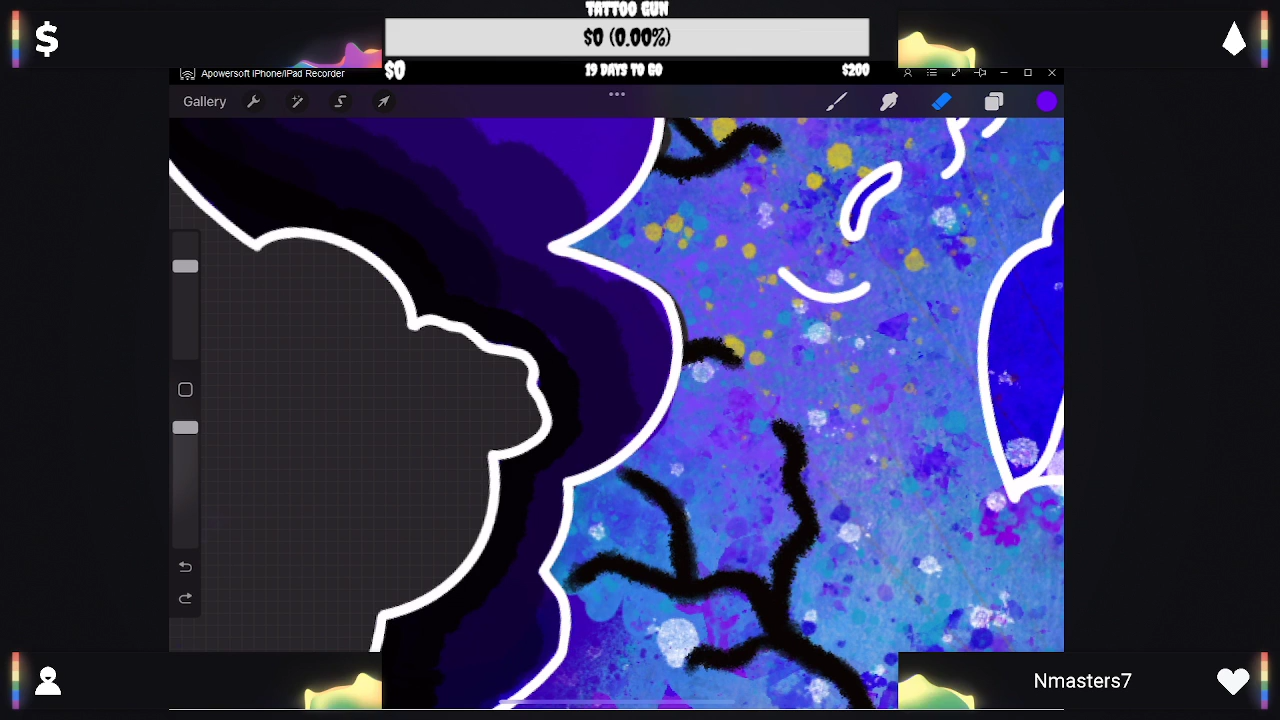 TATTOO GUN
$
$0 (0.00%)
$0
19 DAYS TO GO
$200
Apowersoft iPhone/iPad Recorder
Gallery
Nmasters7